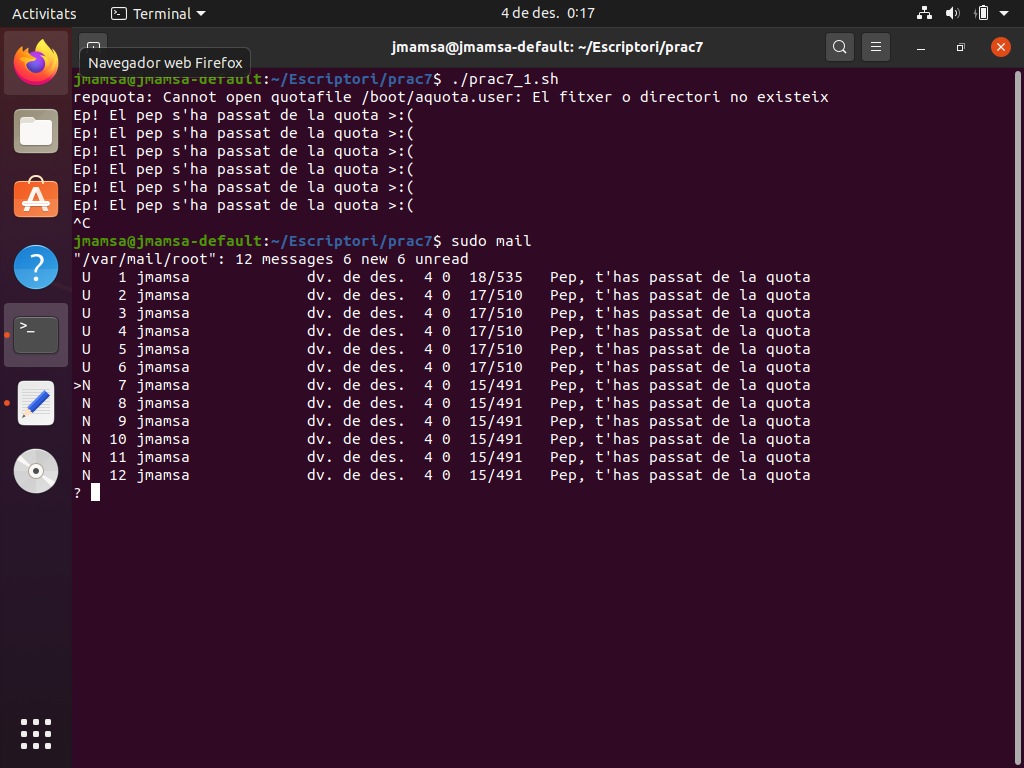 Activitats Terminal 4 de des. 0:17
jmamsa@jmamsa-default: ~/Escriptori/prac7
Navegador web Firefox
jmamsa@jmamsa-default:~/Escriptori/prac7$ ./prac7_1.sh
repquota: Cannot open quotafile /boot/aquota.user: El fitxer o directori no existeix
Ep! El pep s'ha passat de la quota >:(
Ep! El pep s'ha passat de la quota >:(
Ep! El pep s'ha passat de la quota >:(
Ep! El pep s'ha passat de la quota >:(
Ep! El pep s'ha passat de la quota >:(
Ep! El pep s'ha passat de la quota >:(
^C
jmamsa@jmamsa-default:~/Escriptori/prac7$ sudo mail
"/var/mail/root": 12 messages 6 new 6 unread
U 1 jmamsa dv. de des. 4 0 18/535 Pep, t'has passat de la quota
U 2 jmamsa dv. de des. 4 0 17/510 Pep, t'has passat de la quota
U 3 jmamsa dv. de des. 4 0 17/510 Pep, t'has passat de la quota
U 4 jmamsa dv. de des. 4 0 17/510 Pep, t'has passat de la quota
U 5 jmamsa dv. de des. 4 0 17/510 Pep, t'has passat de la quota
U 6 jmamsa dv. de des. 4 0 17/510 Pep, t'has passat de la quota
>N 7 jmamsa dv. de des. 4 0 15/491 Pep, t'has passat de la quota
N 8 jmamsa dv. de des. 4 0 15/491 Pep, t'has passat de la quota
N 9 jmamsa dv. de des. 4 0 15/491 Pep, t'has passat de la quota
N 10 jmamsa dv. de des. 4 0 15/491 Pep, t'has passat de la quota
N 11 jmamsa dv. de des. 4 0 15/491 Pep, t'has passat de la quota
N 12 jmamsa dv. de des. 4 0 15/491 Pep, t'has passat de la quota
?